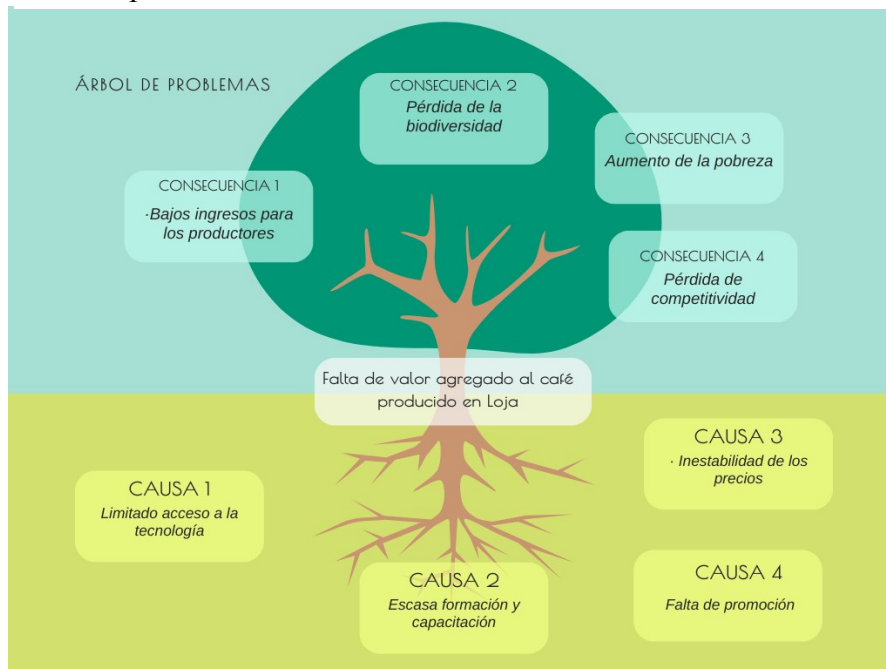 ÁRBOL DE PROBLEMAS
CONSECUENCIA 2
Pérdida de la
biodiversidad
CONSECUENCIA 3
Aumento de la pobreza
CONSECUENCIA 1
·Bajos ingresos para
los productores
CONSECUENCIA 4
Pérdida de
competitividad
Falta de valor agregado al café
producido en Loja
CAUSA 3
· Inestabilidad de los
precios
CAUSA 1
Limitado acceso a la
tecnología
CAUSA 2
Escasa formación y
capacitación
CAUSA 4
Falta de promoción